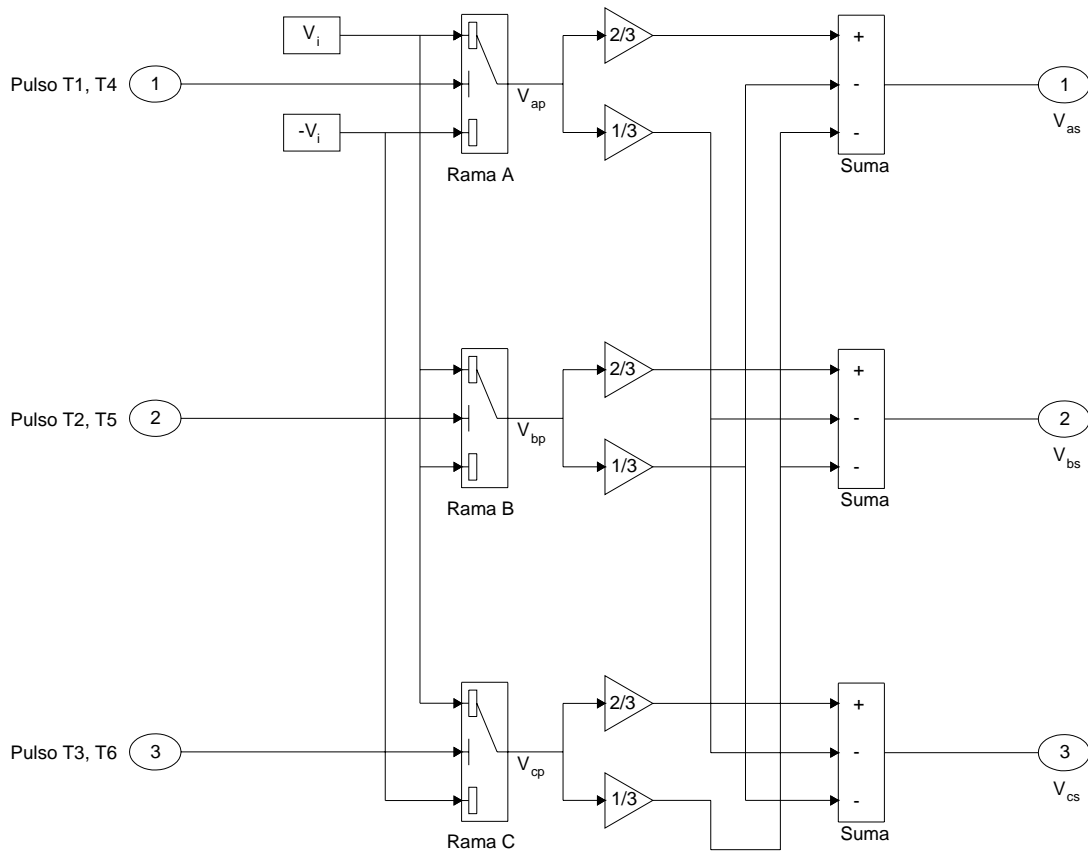 V_i
2/3
+
Pulso T1, T4
1
V_ap
-
1
-V_i
1/3
-
V_as
Rama A
Suma
2/3
+
Pulso T2, T5
2
V_bp
-
2
1/3
-
V_bs
Rama B
Suma
2/3
+
Pulso T3, T6
3
V_cp
-
3
1/3
-
V_cs
Rama C
Suma